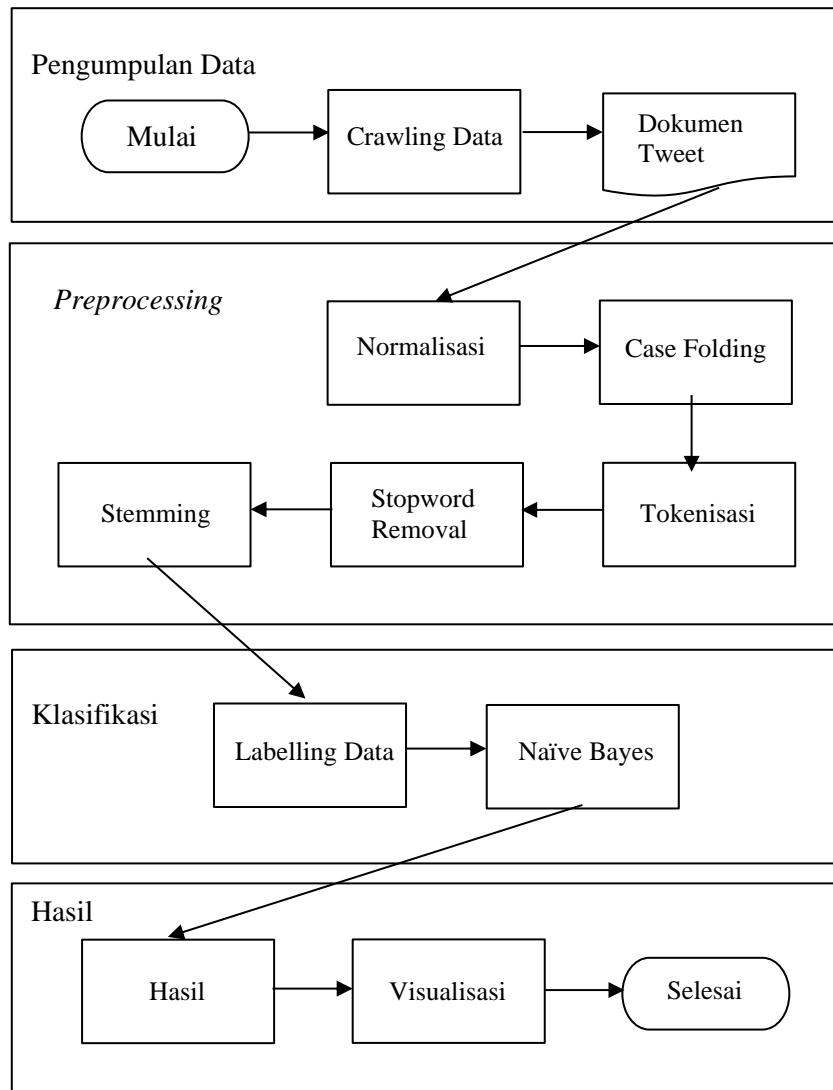 Pengumpulan Data
Mulai
Crawling Data
Dokumen
Tweet
Preprocessing
Normalisasi
Case Folding
Tokenisasi
Stopword
Removal
Stemming
Klasifikasi
Labelling Data
Naïve Bayes
Hasil
Hasil
Visualisasi
Selesai